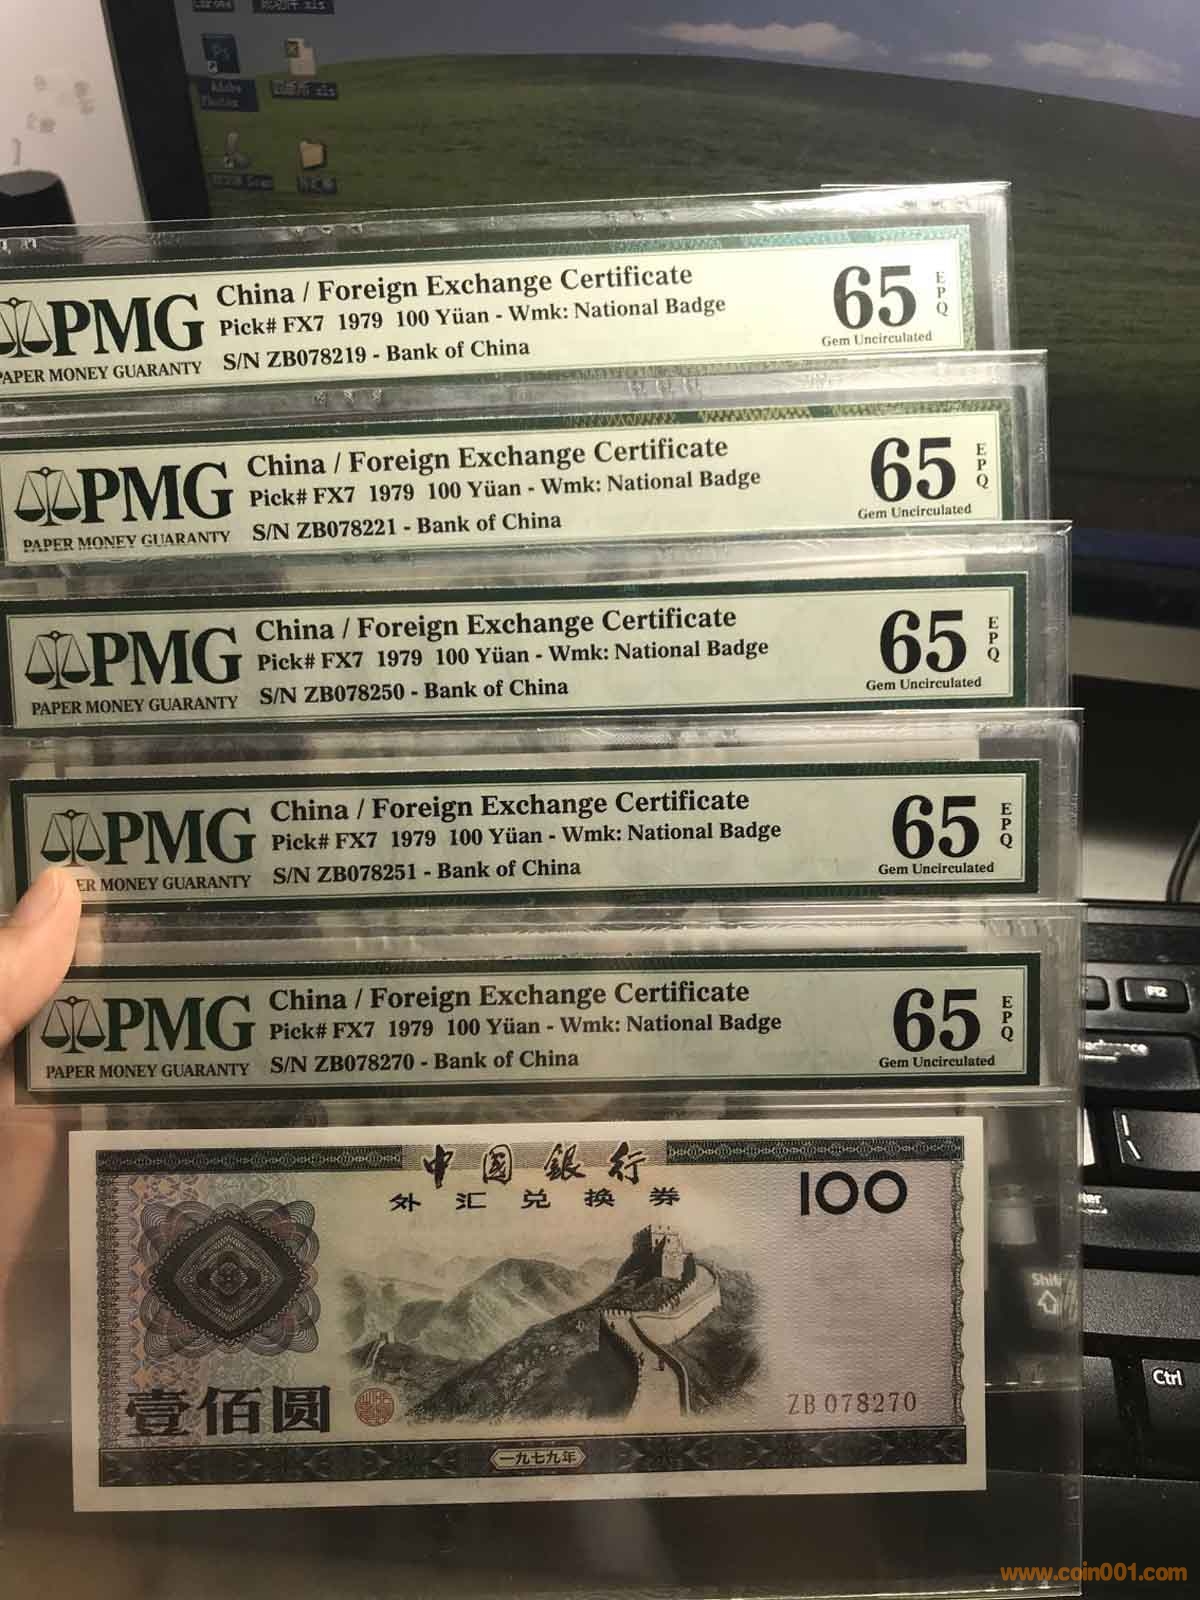 Adobe
PMG
PAPER MONEY GUARANTY
China / Foreign Exchange Certificate
Pick# FX7 1979 100 Yüan - Wmk: National Badge
S/N ZB078219 - Bank of China
65
EPQ
Gem Uncirculated
PMG
PAPER MONEY GUARANTY
China / Foreign Exchange Certificate
Pick# FX7 1979 100 Yüan - Wmk: National Badge
S/N ZB078221 - Bank of China
65
EPQ
Gem Uncirculated
PMG
PAPER MONEY GUARANTY
China / Foreign Exchange Certificate
Pick# FX7 1979 100 Yüan - Wmk: National Badge
S/N ZB078250 - Bank of China
65
EPQ
Gem Uncirculated
PMG
ER MONEY GUARANTY
China / Foreign Exchange Certificate
Pick# FX7 1979 100 Yüan - Wmk: National Badge
S/N ZB078251 - Bank of China
65
EPQ
Gem Uncirculated
PMG
PAPER MONEY GUARANTY
China / Foreign Exchange Certificate
Pick# FX7 1979 100 Yüan - Wmk: National Badge
S/N ZB078270 - Bank of China
65
EPQ
Gem Uncirculated
中國銀行
外汇兑换券
100
壹佰圆
ZB 078270
一九七九年
F12
Shift
Ctrl
www.coin001.com